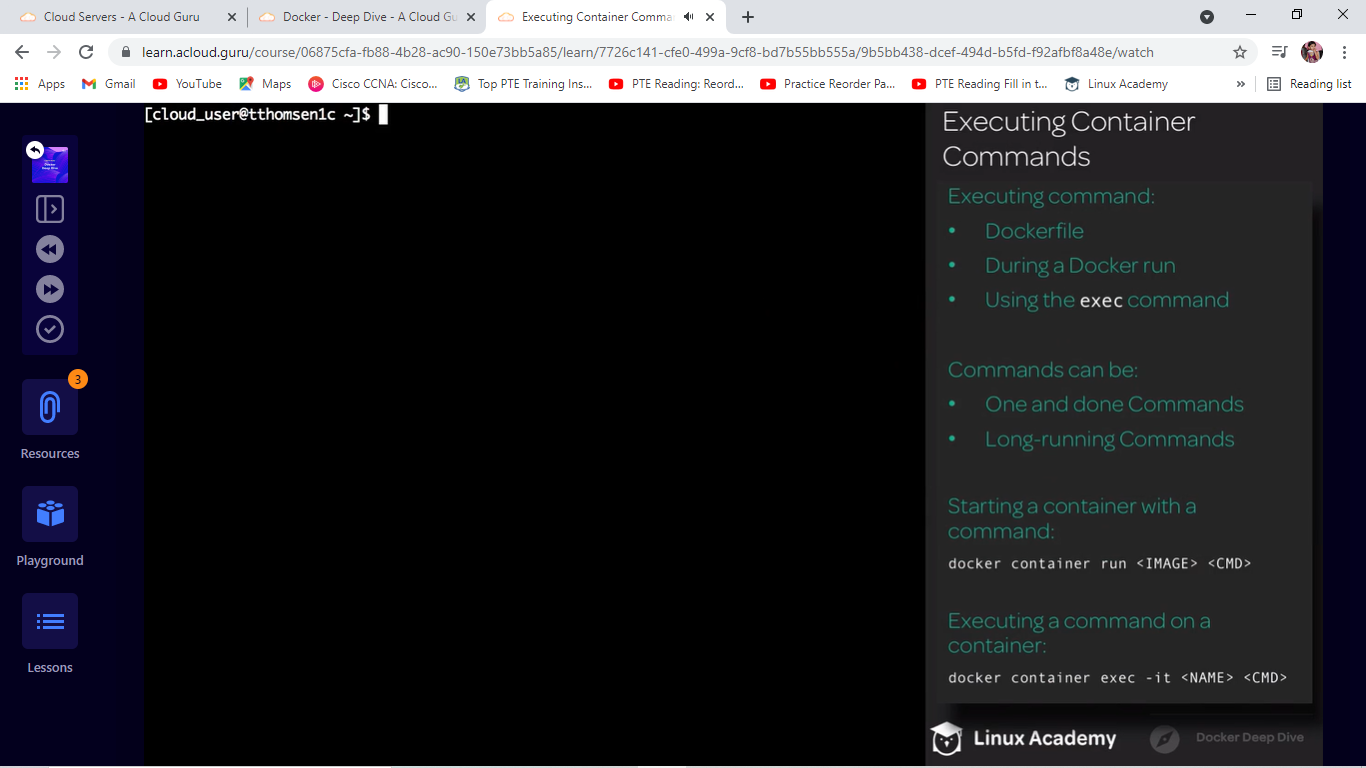 Cloud Servers - A Cloud Guru
Docker - Deep Dive - A Cloud Gu
Executing Container Comma
learn.acloud.guru/course/06875cfa-fb88-4b28-ac90-150e73bb5a85/learn/7726c141-cfe0-499a-9cf8-bd7b55bb555a/9b5bb438-dcef-494d-b5fd-f92afbf8a48e/watch
Apps
Gmail
YouTube
Maps
Cisco CCNA: Cisco...
Top PTE Training Ins...
PTE Reading: Reord...
Practice Reorder Pa...
PTE Reading Fill in t...
Linux Academy
»
Reading list
[cloud_user@tthomsen1c ~]$
Docker
Deep Dive
3
Resources
Playground
Lessons
Executing Container
Commands
Executing command:
• Dockerfile
• During a Docker run
• Using the exec command
Commands can be:
• One and done Commands
• Long-running Commands
Starting a container with a
command:
docker container run <IMAGE> <CMD>
Executing a command on a
container:
docker container exec -it <NAME> <CMD>
Linux Academy
Docker Deep Dive